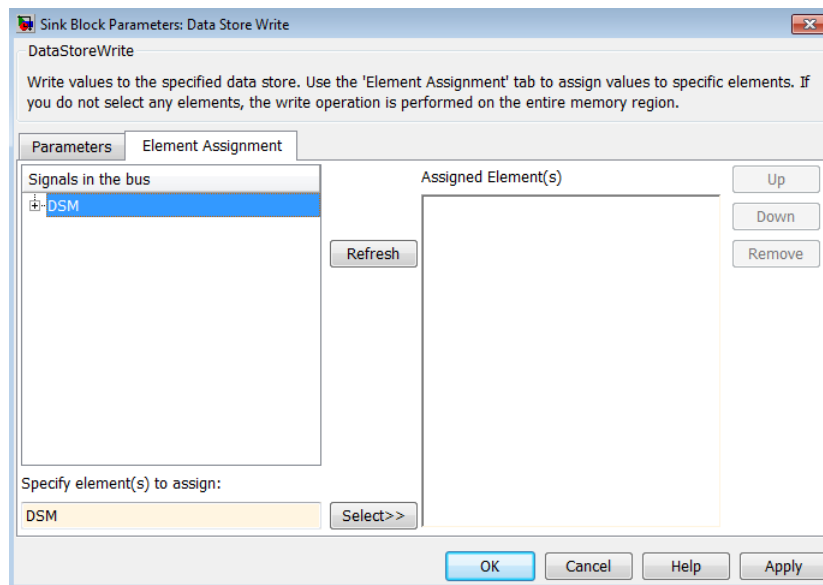 Sink Block Parameters: Data Store Write
DataStoreWrite
Write values to the specified data store. Use the 'Element Assignment' tab to assign values to specific elements. If
you do not select any elements, the write operation is performed on the entire memory region.
Parameters
Element Assignment
Signals in the bus
DSM
Refresh
Assigned Element(s)
Up
Down
Remove
Specify element(s) to assign:
DSM
Select>>
OK
Cancel
Help
Apply